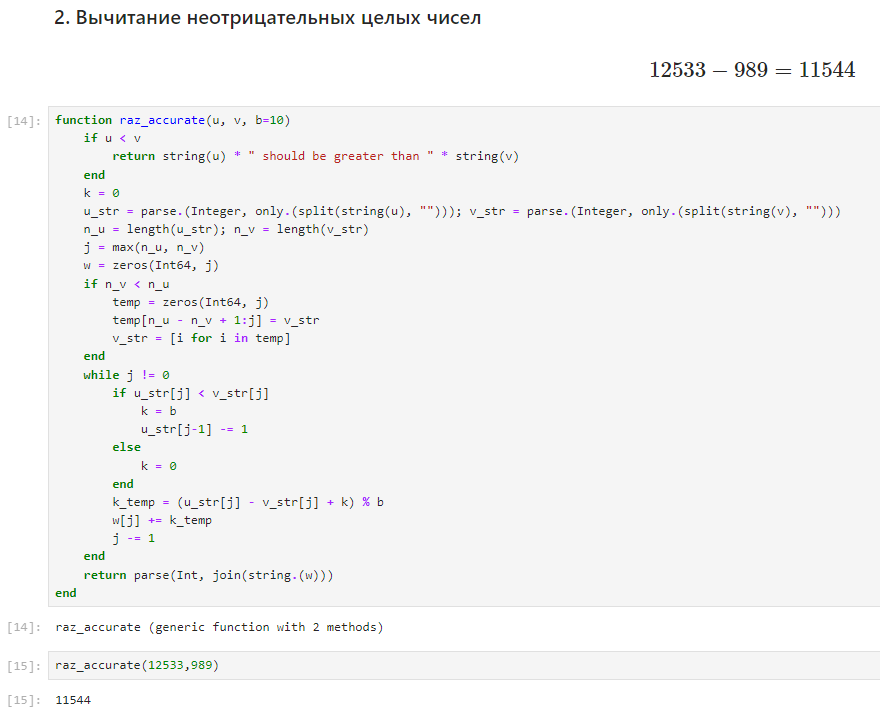 2. Вычитание неотрицательных целых чисел
12533 − 989 = 11544
[14]: function raz_accurate(u, v, b=10)
    if u < v
        return string(u) * " should be greater than " * string(v)
    end
    k = 0
    u_str = parse.(Integer, only.(split(string(u), ""))); v_str = parse.(Integer, only.(split(string(v), "")))
    n_u = length(u_str); n_v = length(v_str)
    j = max(n_u, n_v)
    w = zeros(Int64, j)
    if n_v < n_u
        temp = zeros(Int64, j)
        temp[n_u - n_v + 1:j] = v_str
        v_str = [i for i in temp]
    end
    while j != 0
        if u_str[j] < v_str[j]
            k = b
            u_str[j-1] -= 1
        else
            k = 0
        end
        k_temp = (u_str[j] - v_str[j] + k) % b
        w[j] += k_temp
        j -= 1
    end
    return parse(Int, join(string.(w)))
end
[14]: raz_accurate (generic function with 2 methods)
[15]: raz_accurate(12533,989)
[15]: 11544